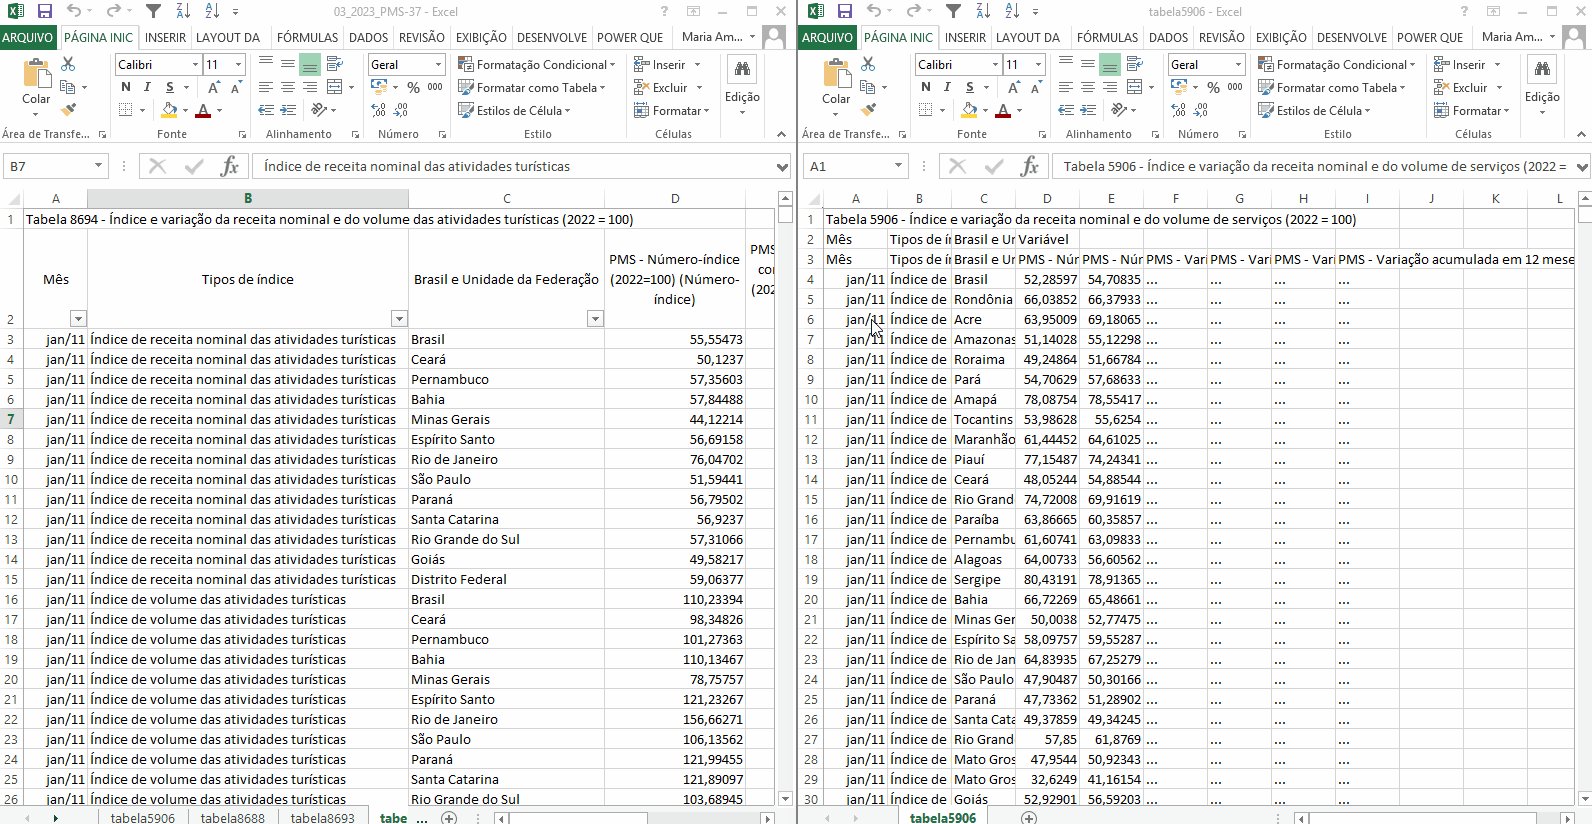 03_2023_PMS-37 - Excel
ARQUIVO PÁGINA INIC INSERIR LAYOUT DA FÓRMULAS DADOS REVISÃO EXIBIÇÃO DESENVOLVE POWER QUE Maria Am...
Calibri 11 Geral Formatação Condicional Inserir
Colar N I S % 000 Formatar como Tabela Excluir Edição
Estilos de Célula Formatar
Área de Transfe... Fonte Alinhamento Número Estilo Células
B7 fx Índice de receita nominal das atividades turísticas
A B C D
1 Tabela 8694 - Índice e variação da receita nominal e do volume das atividades turísticas (2022 = 100)
2 Mês Tipos de índice Brasil e Unidade da Federação PMS - Número-índice (2022=100) (Número-índice) PMS
3 jan/11 Índice de receita nominal das atividades turísticas Brasil 55,55473
4 jan/11 Índice de receita nominal das atividades turísticas Ceará 50,1237
5 jan/11 Índice de receita nominal das atividades turísticas Pernambuco 57,35603
6 jan/11 Índice de receita nominal das atividades turísticas Bahia 57,84488
7 jan/11 Índice de receita nominal das atividades turísticas Minas Gerais 44,12214
8 jan/11 Índice de receita nominal das atividades turísticas Espírito Santo 56,69158
9 jan/11 Índice de receita nominal das atividades turísticas Rio de Janeiro 76,04702
10 jan/11 Índice de receita nominal das atividades turísticas São Paulo 51,59441
11 jan/11 Índice de receita nominal das atividades turísticas Paraná 56,79502
12 jan/11 Índice de receita nominal das atividades turísticas Santa Catarina 56,9237
13 jan/11 Índice de receita nominal das atividades turísticas Rio Grande do Sul 57,31066
14 jan/11 Índice de receita nominal das atividades turísticas Goiás 49,58217
15 jan/11 Índice de receita nominal das atividades turísticas Distrito Federal 59,06377
16 jan/11 Índice de volume das atividades turísticas Brasil 110,23394
17 jan/11 Índice de volume das atividades turísticas Ceará 98,34826
18 jan/11 Índice de volume das atividades turísticas Pernambuco 101,27363
19 jan/11 Índice de volume das atividades turísticas Bahia 110,13467
20 jan/11 Índice de volume das atividades turísticas Minas Gerais 78,75757
21 jan/11 Índice de volume das atividades turísticas Espírito Santo 121,23267
22 jan/11 Índice de volume das atividades turísticas Rio de Janeiro 156,66271
23 jan/11 Índice de volume das atividades turísticas São Paulo 106,13562
24 jan/11 Índice de volume das atividades turísticas Paraná 121,99455
25 jan/11 Índice de volume das atividades turísticas Santa Catarina 121,89097
26 jan/11 Índice de volume das atividades turísticas Rio Grande do Sul 103,68945
tabela5906 tabela8688 tabela8693 tabe ...
tabela5906 - Excel
ARQUIVO PÁGINA INIC INSERIR LAYOUT DA FÓRMULAS DADOS REVISÃO EXIBIÇÃO DESENVOLVE POWER QUE Maria Am...
Calibri 11 Geral Formatação Condicional Inserir
Colar N I S % 000 Formatar como Tabela Excluir Edição
Estilos de Célula Formatar
Área de Transfe... Fonte Alinhamento Número Estilo Células
A1 fx Tabela 5906 - Índice e variação da receita nominal e do volume de serviços (2022 =
A B C D E F G H I J K L
1 Tabela 5906 - Índice e variação da receita nominal e do volume de serviços (2022 = 100)
2 Mês Tipos de í Brasil e Ur Variável
3 Mês Tipos de í Brasil e Ur PMS - Núr PMS - Núr PMS - Vari PMS - Vari PMS - Vari PMS - Variação acumulada em 12 mese
4 jan/11 Índice de Brasil 52,28597 54,70835 ... ... ... ...
5 jan/11 Índice de Rondônia 66,03852 66,37933 ... ... ... ...
6 jan/11 Índice de Acre 63,95009 69,18065 ... ... ... ...
7 jan/11 Índice de Amazonas 51,14028 55,12298 ... ... ... ...
8 jan/11 Índice de Roraima 49,24864 51,66784 ... ... ... ...
9 jan/11 Índice de Pará 54,70629 57,68633 ... ... ... ...
10 jan/11 Índice de Amapá 78,08754 78,55417 ... ... ... ...
11 jan/11 Índice de Tocantins 53,98628 55,6254 ... ... ... ...
12 jan/11 Índice de Maranhão 61,44452 64,61025 ... ... ... ...
13 jan/11 Índice de Piauí 77,15487 74,24341 ... ... ... ...
14 jan/11 Índice de Ceará 48,05244 54,88544 ... ... ... ...
15 jan/11 Índice de Rio Grand 74,72008 69,91619 ... ... ... ...
16 jan/11 Índice de Paraíba 63,86665 60,35857 ... ... ... ...
17 jan/11 Índice de Pernambu 61,60741 63,09833 ... ... ... ...
18 jan/11 Índice de Alagoas 64,00733 56,60562 ... ... ... ...
19 jan/11 Índice de Sergipe 80,43191 78,91365 ... ... ... ...
20 jan/11 Índice de Bahia 66,72269 65,48661 ... ... ... ...
21 jan/11 Índice de Minas Ger 50,0038 52,77475 ... ... ... ...
22 jan/11 Índice de Espírito Sa 58,09757 59,55287 ... ... ... ...
23 jan/11 Índice de Rio de Jan 64,83935 67,25279 ... ... ... ...
24 jan/11 Índice de São Paulo 47,90487 50,30166 ... ... ... ...
25 jan/11 Índice de Paraná 47,73362 51,28902 ... ... ... ...
26 jan/11 Índice de Santa Cata 49,37859 49,34245 ... ... ... ...
27 jan/11 Índice de Rio Grand 57,85 61,8769 ... ... ... ...
28 jan/11 Índice de Mato Gros 47,9544 50,92343 ... ... ... ...
29 jan/11 Índice de Mato Gros 32,6249 41,16154 ... ... ... ...
30 jan/11 Índice de Goiás 52,92901 56,59203 ... ... ... ...
tabela5906